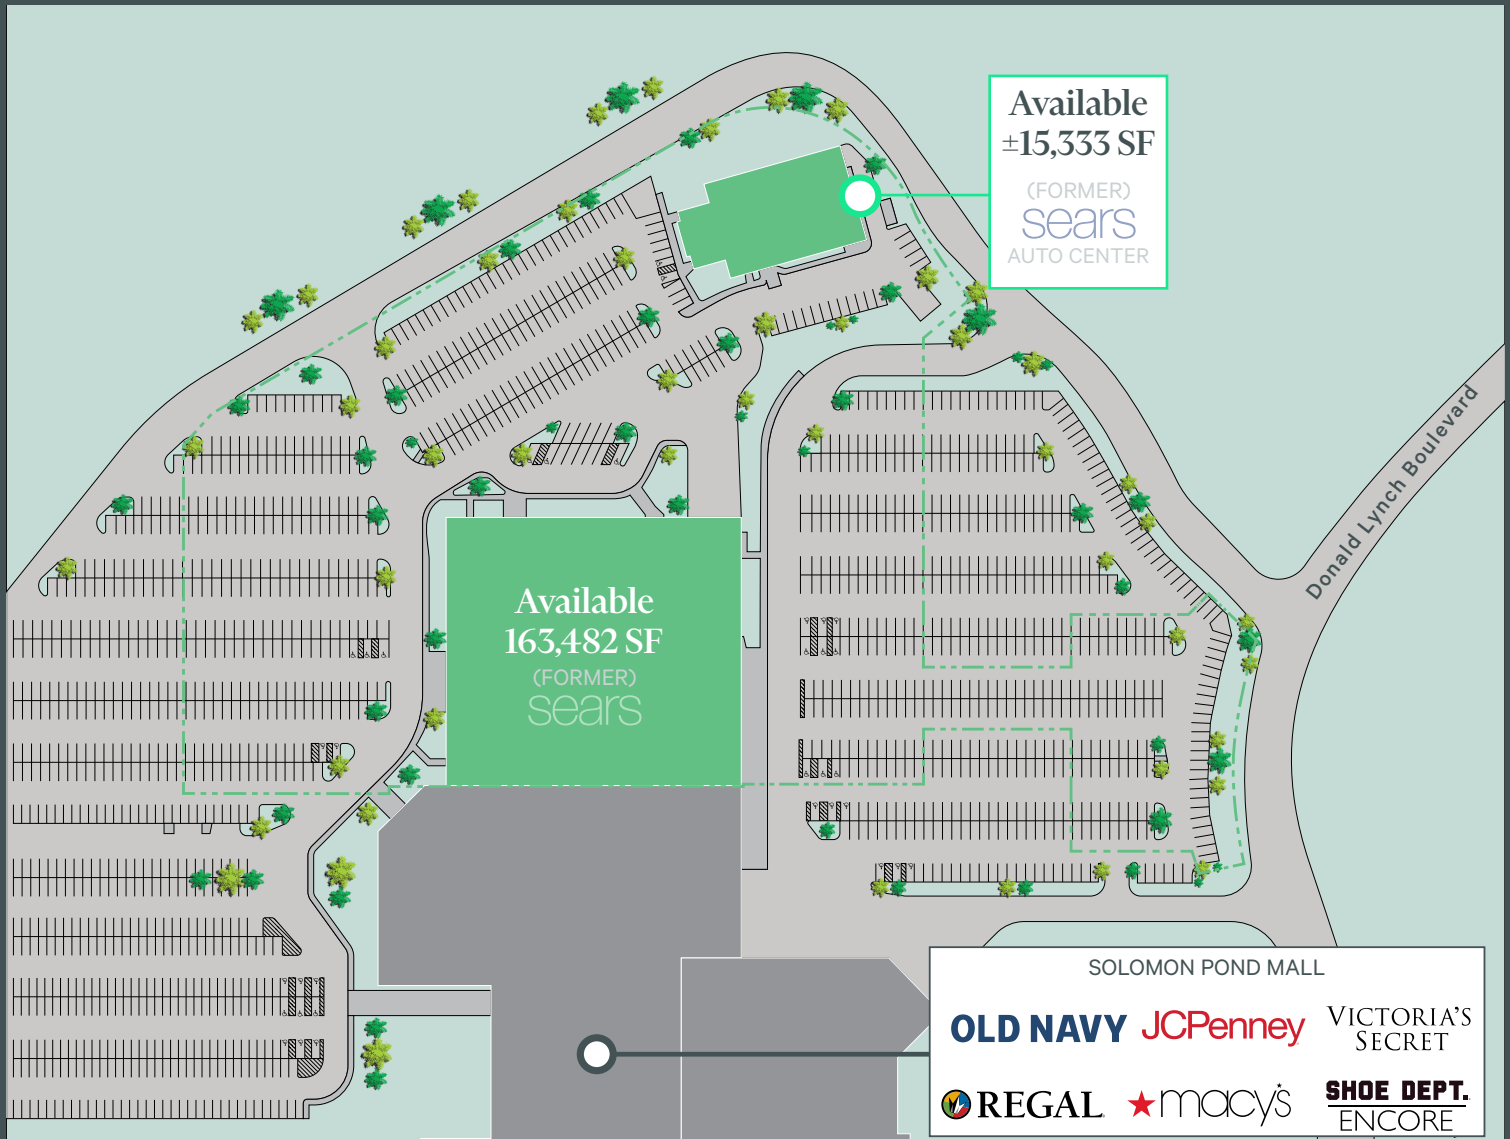 Available
±15,333 SF
(FORMER)
sears
AUTO CENTER
Donald Lynch Boulevard
Available
163,482 SF
(FORMER)
sears
SOLOMON POND MALL
OLD NAVY JCPenney VICTORIA'S SECRET
REGAL macy's SHOE DEPT. ENCORE